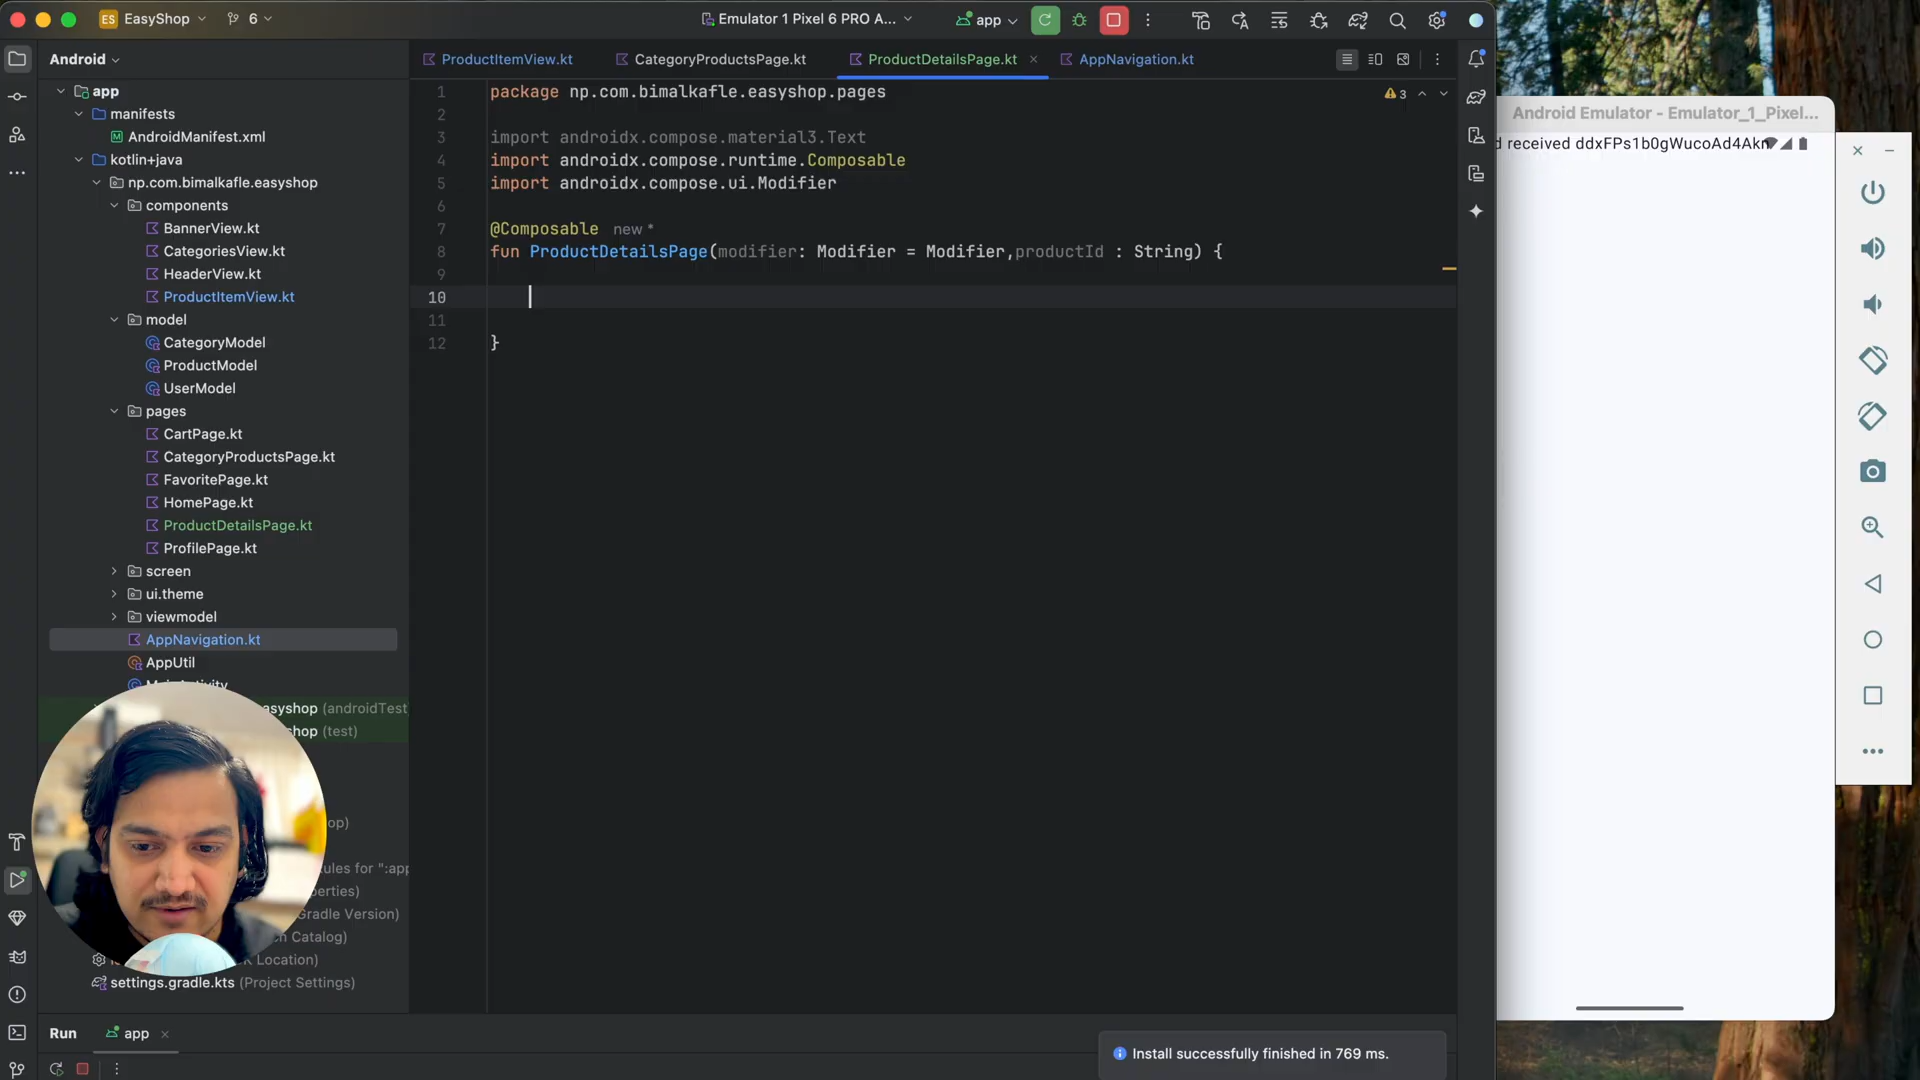 ES EasyShop
6
Emulator 1 Pixel 6 PRO A...
app
Android
ProductItemView.kt
CategoryProductsPage.kt
ProductDetailsPage.kt
AppNavigation.kt
app
manifests
AndroidManifest.xml
kotlin+java
np.com.bimalkafle.easyshop
components
BannerView.kt
CategoriesView.kt
HeaderView.kt
ProductItemView.kt
model
CategoryModel
ProductModel
UserModel
pages
CartPage.kt
CategoryProductsPage.kt
FavoritePage.kt
HomePage.kt
ProductDetailsPage.kt
ProfilePage.kt
screen
ui.theme
viewmodel
AppNavigation.kt
AppUtil
asyshop (androidTest
shop (test)
op)
ules for ":app
perties)
Gradle Version)
n Catalog)
K Location)
settings.gradle.kts (Project Settings)
3
1 package np.com.bimalkafle.easyshop.pages
2
3 import androidx.compose.material3.Text
4 import androidx.compose.runtime.Composable
5 import androidx.compose.ui.Modifier
6
7 @Composable new *
8 fun ProductDetailsPage(modifier: Modifier = Modifier,productId : String) {
9
10
11
12 }
Android Emulator - Emulator_1_Pixel...
d received ddxFPs1b0gWucoAd4Akn
Run
app
Install successfully finished in 769 ms.